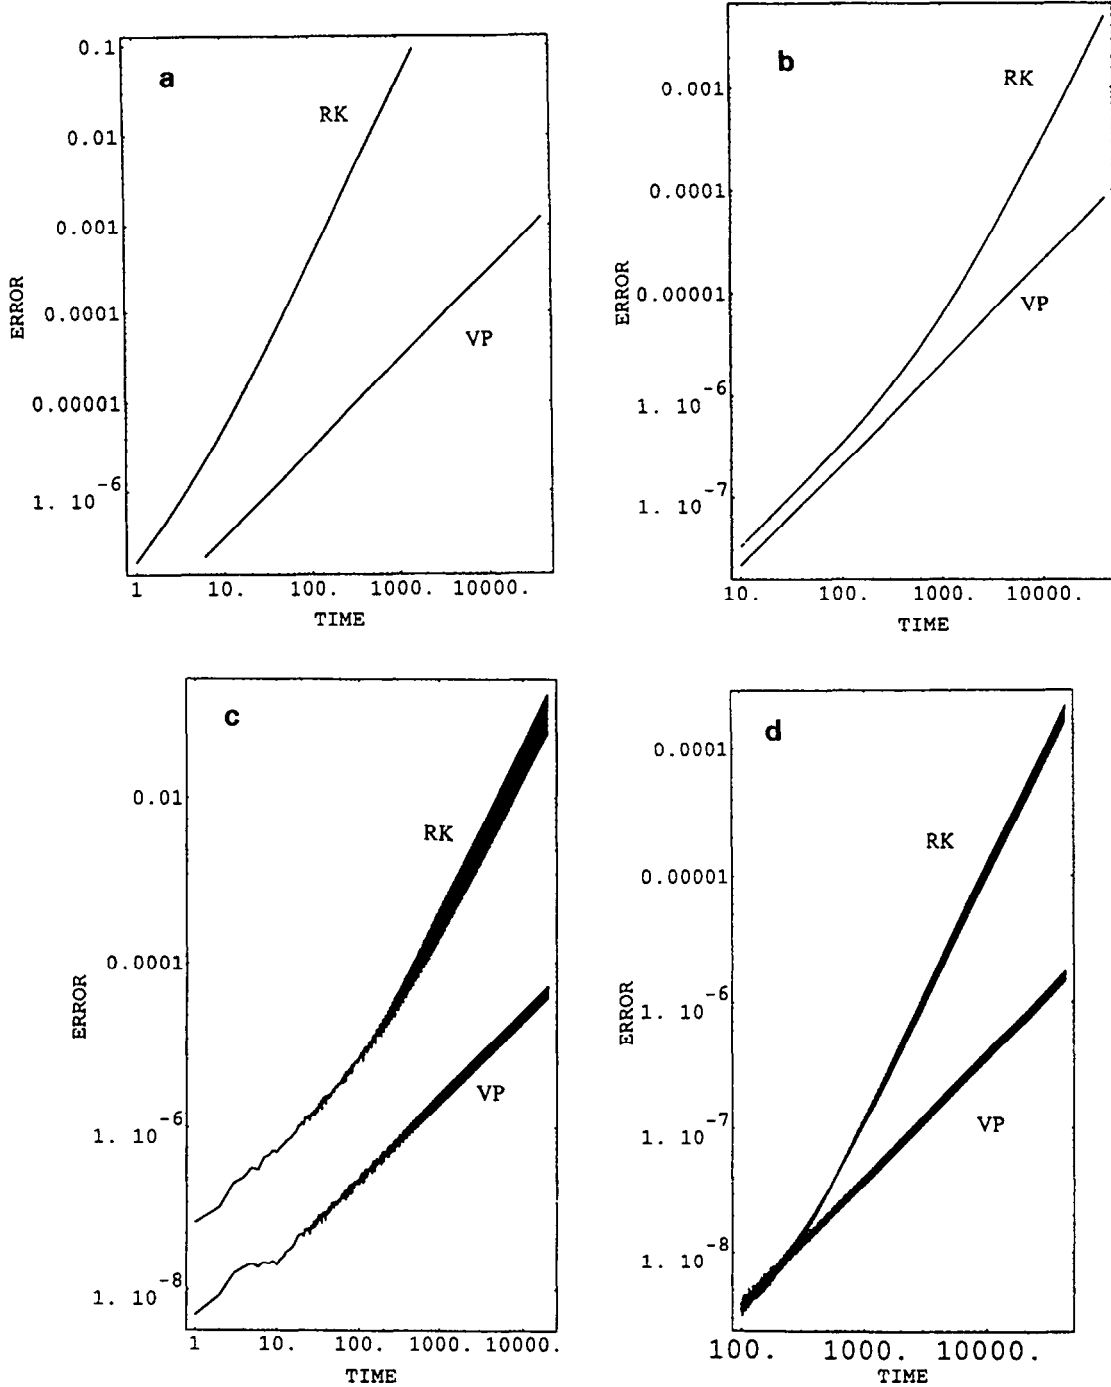 a
0.1
0.01
0.001
0.0001
0.00001
1. 10-6
ERROR
RK
VP
1 10. 100. 1000. 10000.
TIME
b
0.001
0.0001
0.00001
1. 10-6
1. 10-7
ERROR
RK
VP
10. 100. 1000. 10000.
TIME
c
0.01
0.0001
1. 10-6
1. 10-8
ERROR
RK
VP
1 10. 100. 1000. 10000.
TIME
d
0.0001
0.00001
1. 10-6
1. 10-7
1. 10-8
ERROR
RK
VP
100. 1000. 10000.
TIME